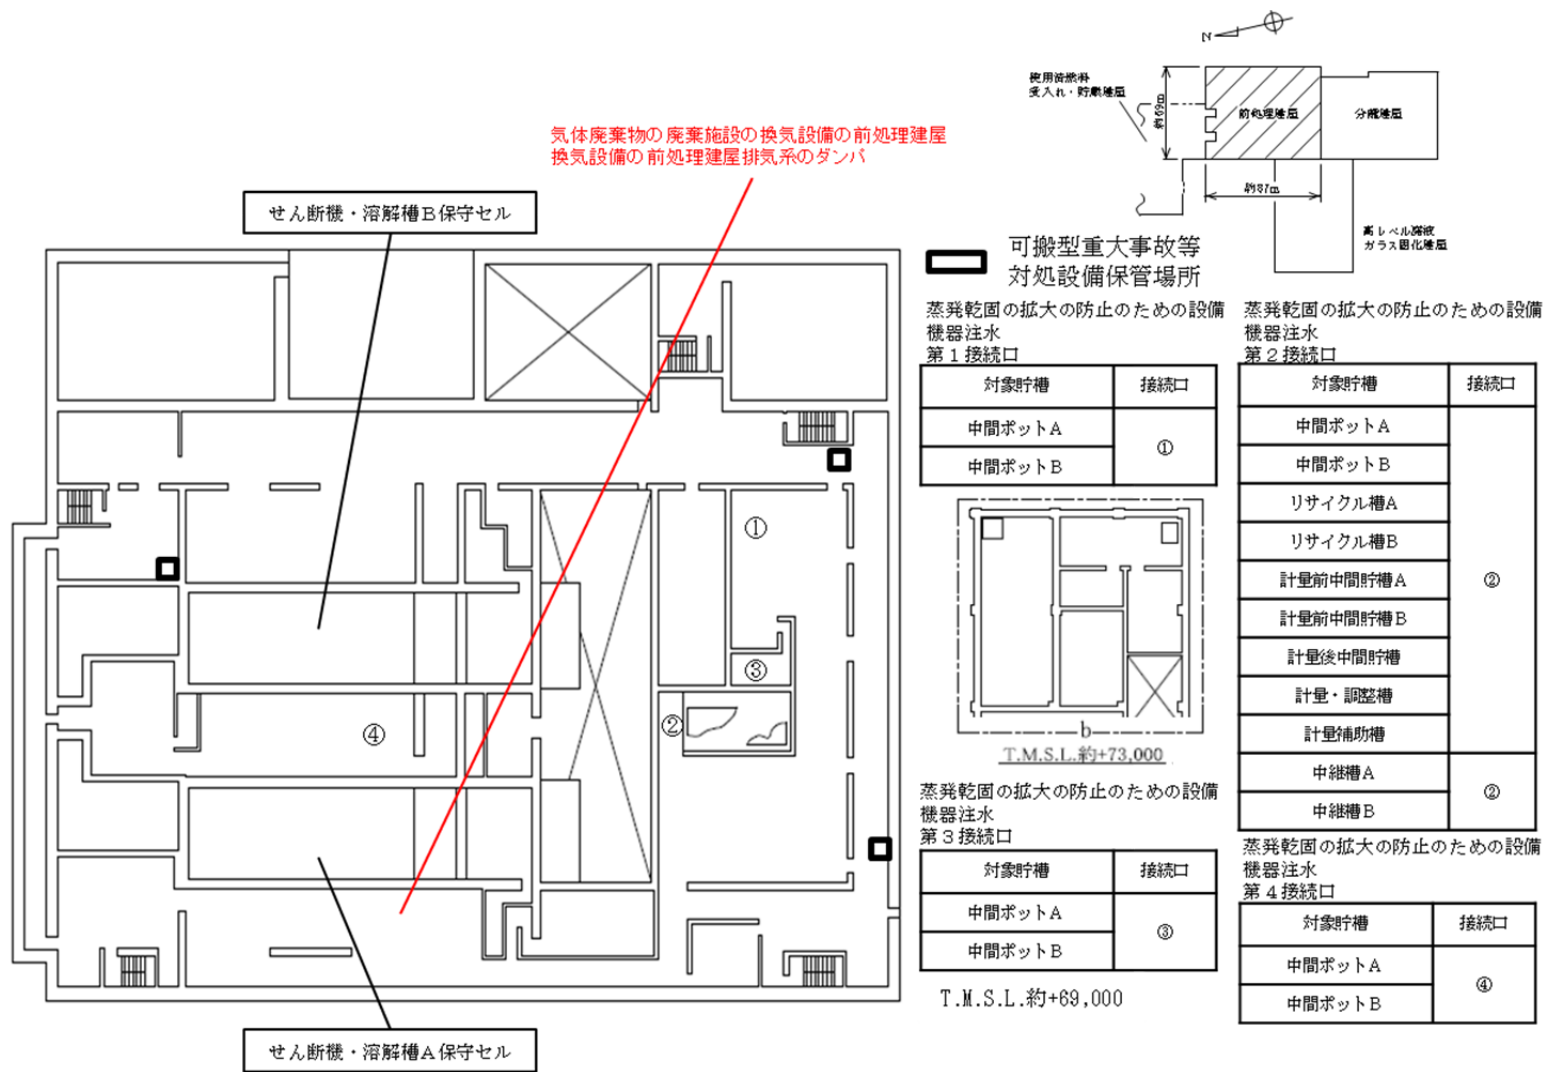 N
使用済燃料
受入れ・貯蔵建屋
約69m
前処理建屋
分離建屋
約87m
高レベル廃液
ガラス固化建屋
気体廃棄物の廃棄施設の換気設備の前処理建屋
換気設備の前処理建屋排気系のダンパ
せん断機・溶解槽B保守セル
可搬型重大事故等
対処設備保管場所
蒸発乾固の拡大の防止のための設備
機器注水
第1接続口
対象貯槽 接続口
中間ポットA
①
中間ポットB
蒸発乾固の拡大の防止のための設備
機器注水
第2接続口
対象貯槽 接続口
中間ポットA
中間ポットB
リサイクル槽A
リサイクル槽B
計量前中間貯槽A
②
計量前中間貯槽B
計量後中間貯槽
計量・調整槽
計量補助槽
中継槽A
②
中継槽B
①
③
②
④
b
T.M.S.L.約+73,000
蒸発乾固の拡大の防止のための設備
機器注水
第3接続口
対象貯槽 接続口
中間ポットA
③
中間ポットB
T.M.S.L.約+69,000
蒸発乾固の拡大の防止のための設備
機器注水
第4接続口
対象貯槽 接続口
中間ポットA
④
中間ポットB
せん断機・溶解槽A保守セル